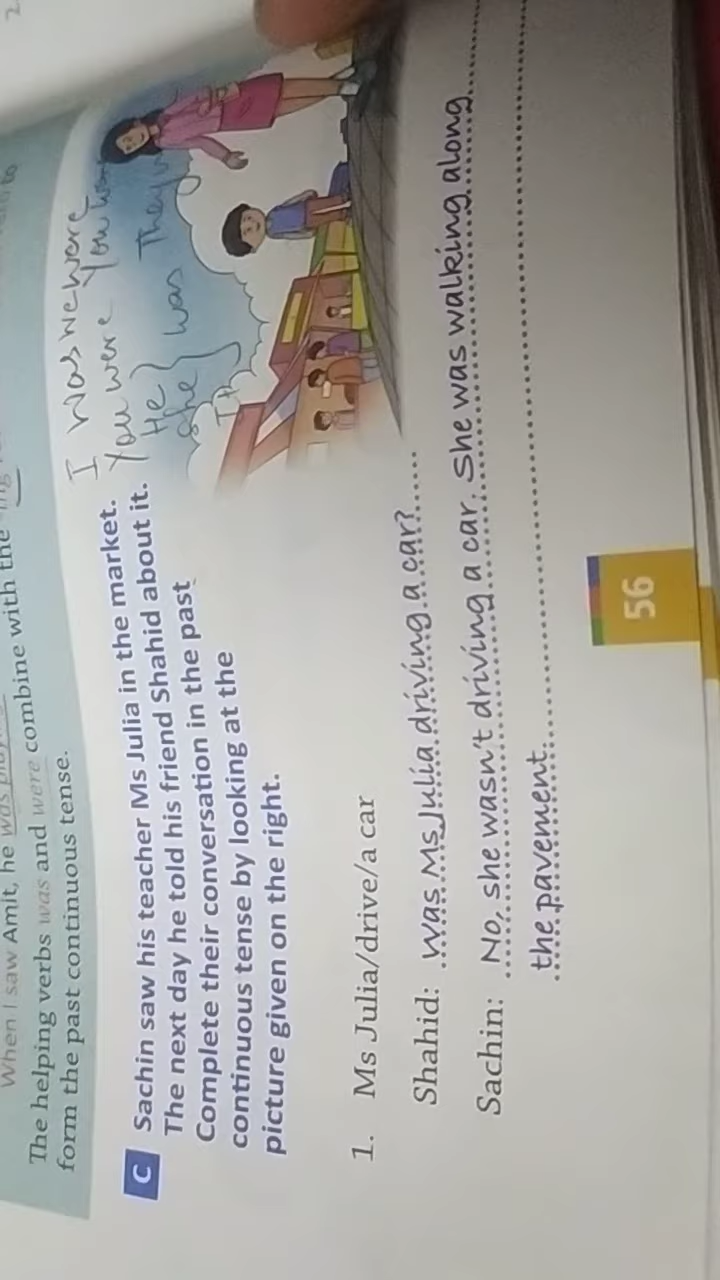 When I saw Amit, he was
The helping verbs was and were combine with the -ing
form the past continuous tense.
I was we were
You were You
He
She } was They
It
C Sachin saw his teacher Ms Julia in the market.
The next day he told his friend Shahid about it.
Complete their conversation in the past
continuous tense by looking at the
picture given on the right.
1. Ms Julia/drive/a car
Shahid: Was Ms Julia driving a car?
Sachin: No, she wasn't driving a car. She was walking along
the pavement.
56